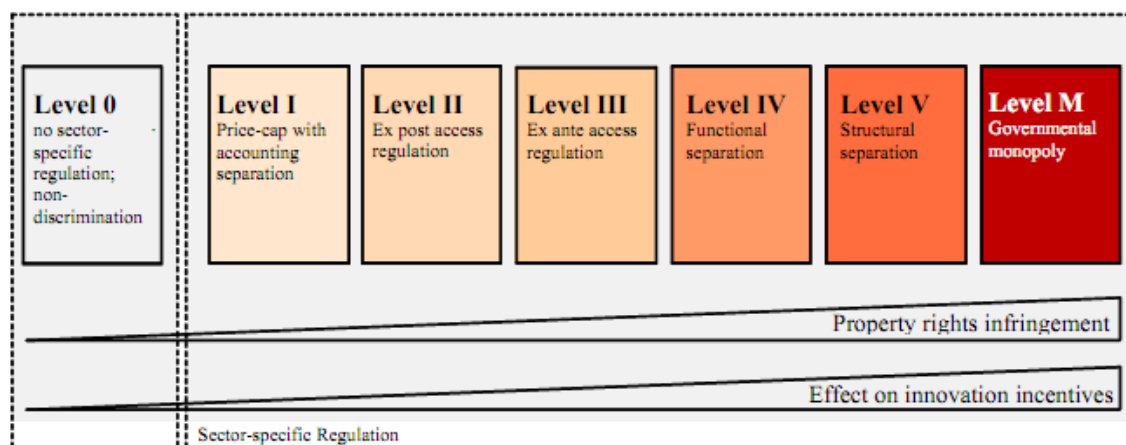 Level 0
no sector-
specific
regulation;
non-
discrimination
Level I
Price-cap with
accounting
separation
Level II
Ex post access
regulation
Level III
Ex ante access
regulation
Level IV
Functional
separation
Level V
Structural
separation
Level M
Governmental
monopoly
Property rights infringement
Effect on innovation incentives
Sector-specific Regulation